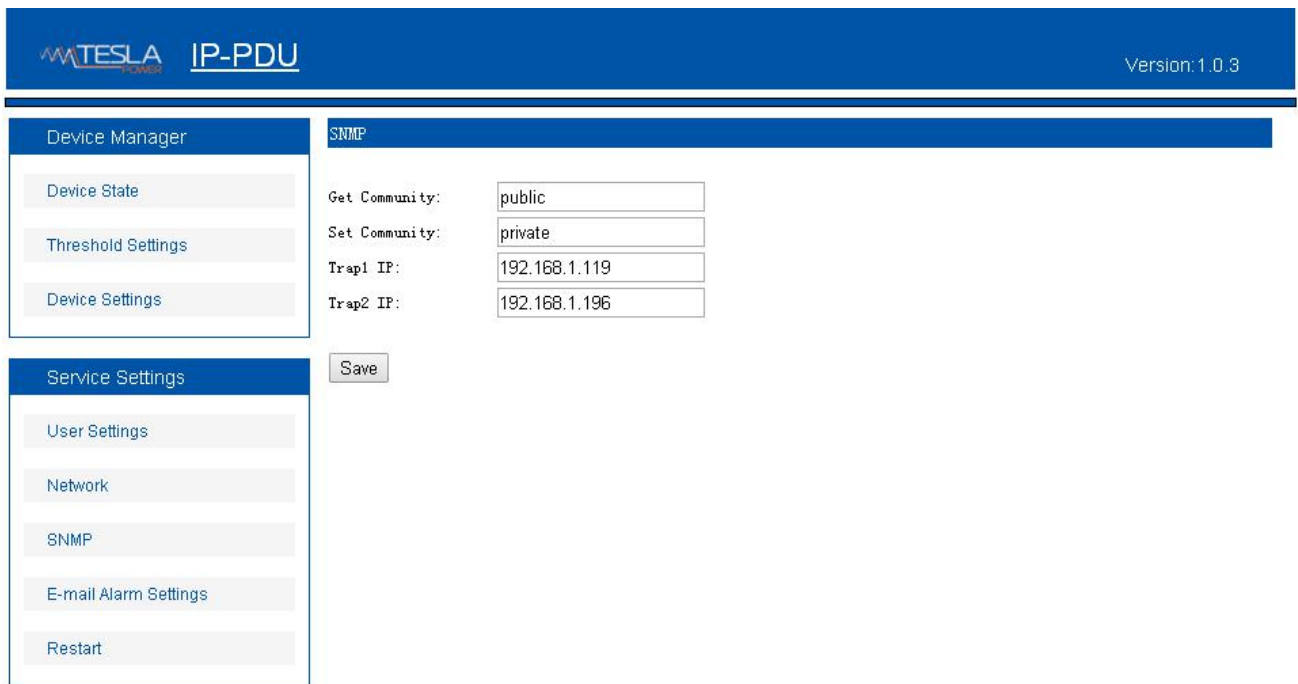 TESLA POWER IP-PDU
Version:1.0.3
Device Manager
Device State
Threshold Settings
Device Settings
Service Settings
User Settings
Network
SNMP
E-mail Alarm Settings
Restart
SNMP
Get Community: public
Set Community: private
Trap1 IP: 192.168.1.119
Trap2 IP: 192.168.1.196
Save